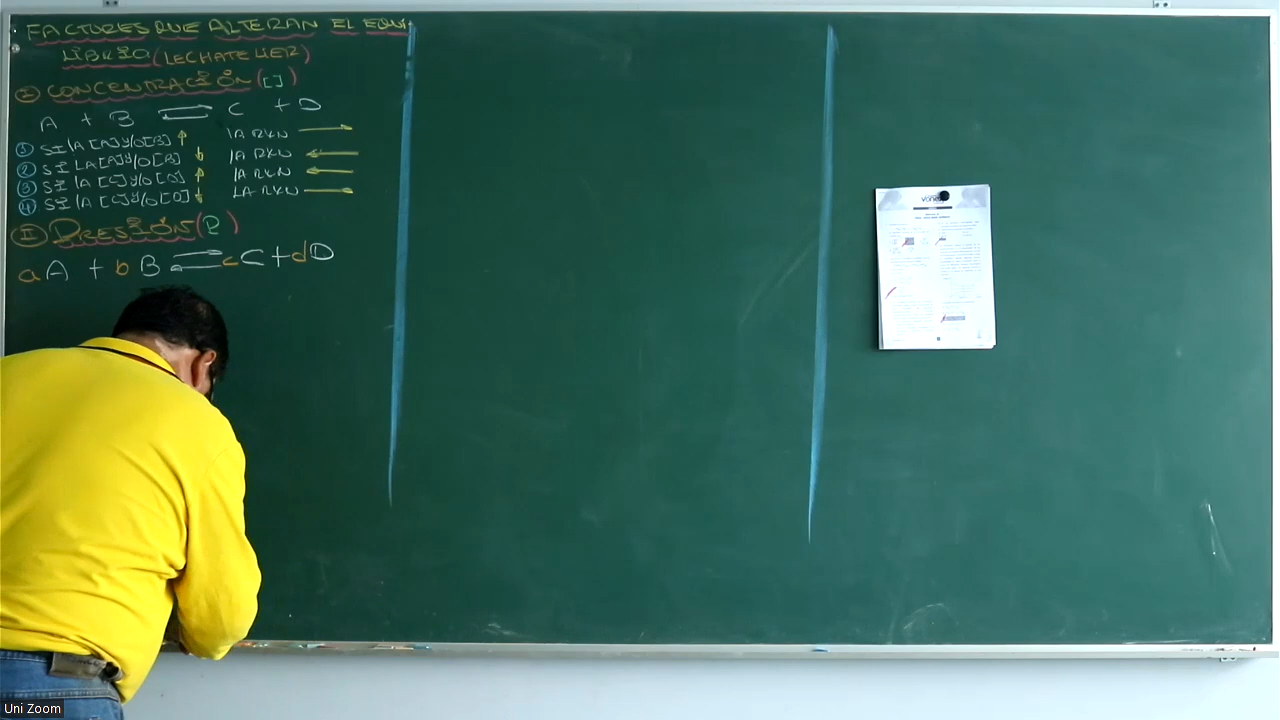 FACTORES QUE ALTERAN EL EQUI
LIBRIO (LECHATELIER)
I CONCENTRACIÓN ([ ])
A + B ⇌ C + D
① SI lA [A] y/o [B] ↑ lA RXN →
② SI LA [A] y/o [B] ↓ lA RXN ←
③ SI lA [C] y/o [D] ↑ lA RXN ←
④ SI lA [C] y/o [D] ↓ LA RXN →
II PRESIÓN (P)
aA + bB ⇌ cC + dD
Uni Zoom